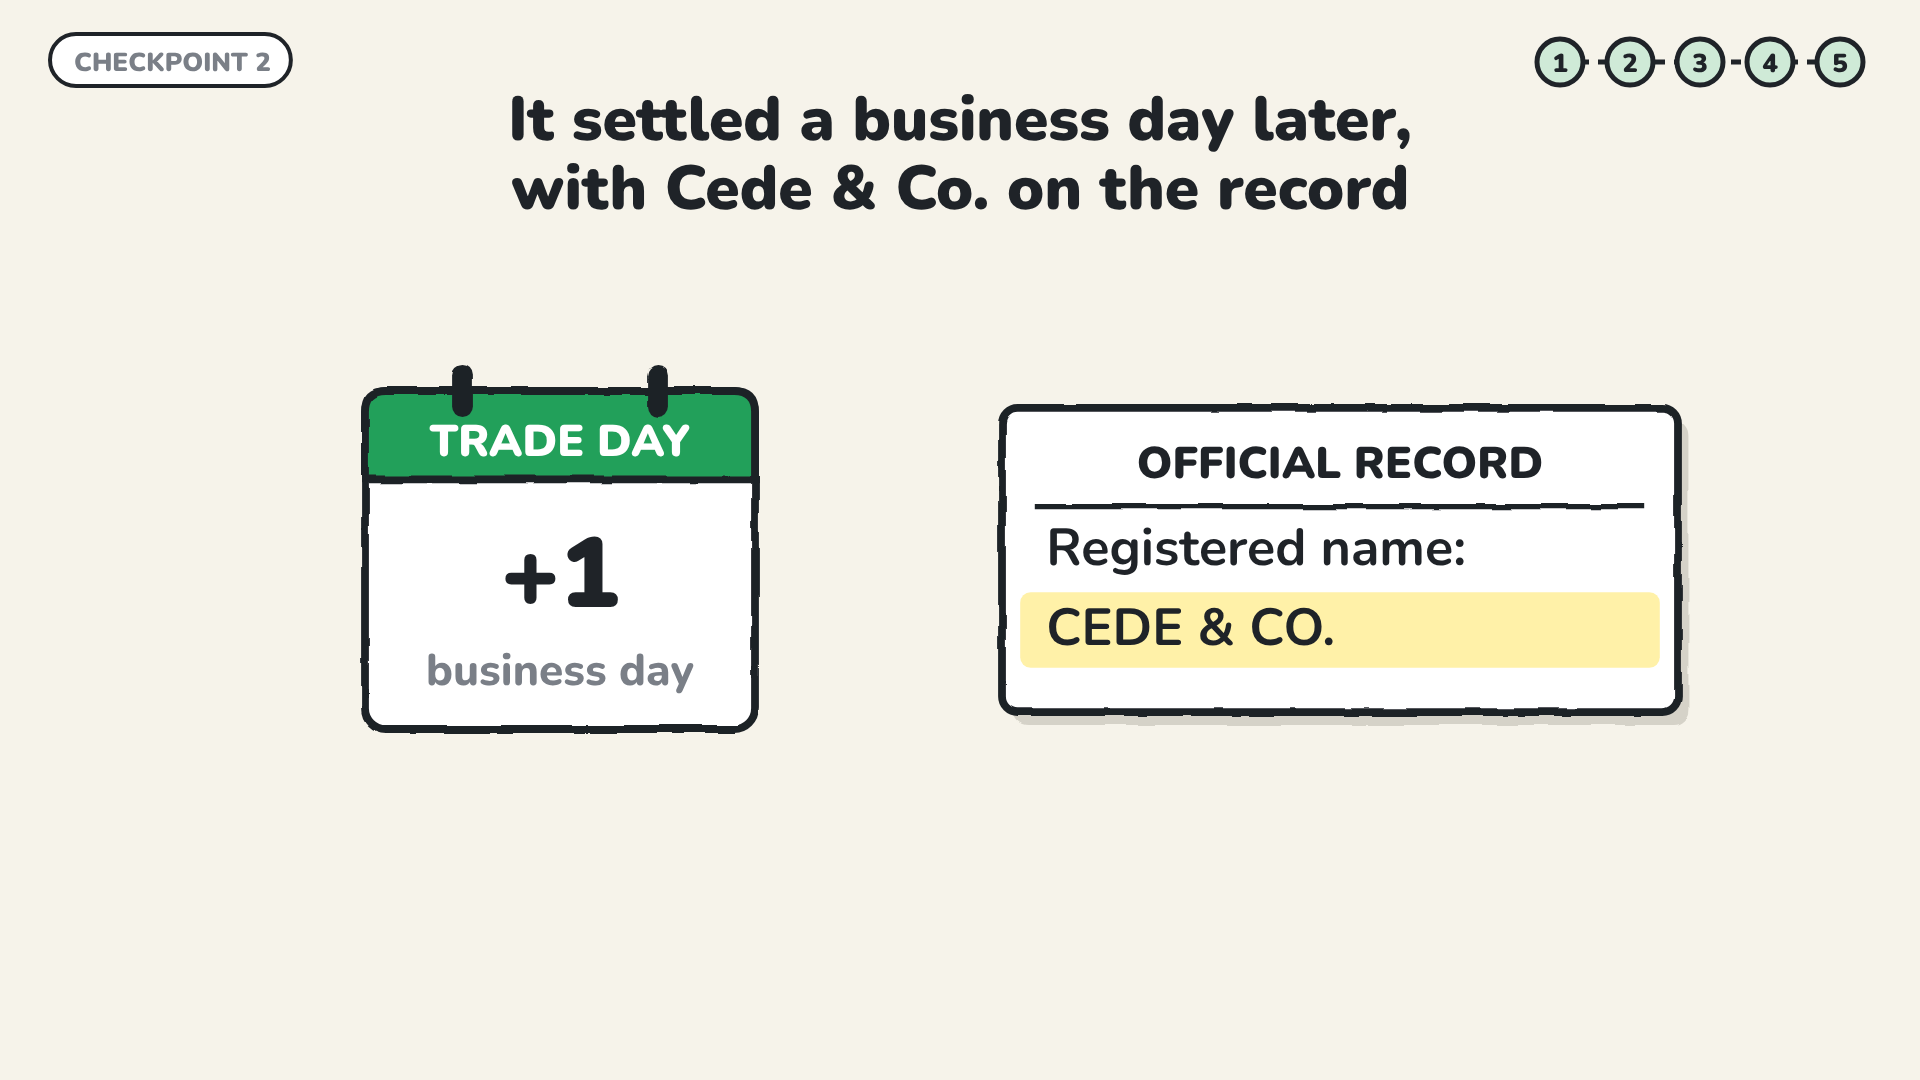 CHECKPOINT 2
1 2 3 4 5
It settled a business day later,
with Cede & Co. on the record
TRADE DAY
+1
business day
OFFICIAL RECORD
Registered name:
CEDE & CO.